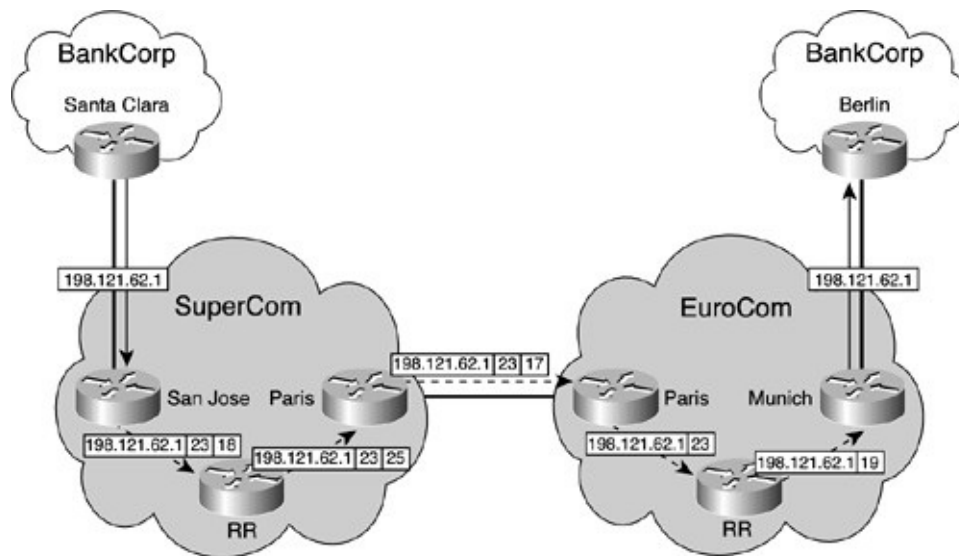 BankCorp
Santa Clara
BankCorp
Berlin
198.121.62.1
198.121.62.1
SuperCom
EuroCom
198.121.62.1 23 17
San Jose
Paris
Paris
Munich
198.121.62.1 23 18
198.121.62.1 23 25
198.121.62.1 23
198.121.62.1 19
RR
RR